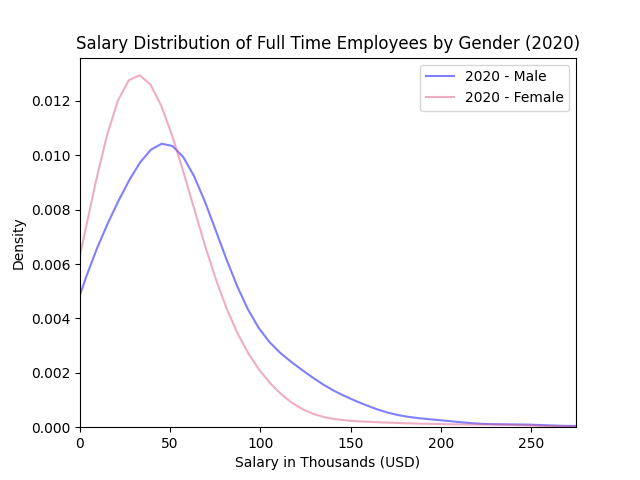 Salary Distribution of Full Time Employees by Gender (2020)
2020 - Male
2020 - Female
Density
0.012
0.010
0.008
0.006
0.004
0.002
0.000
0 50 100 150 200 250
Salary in Thousands (USD)